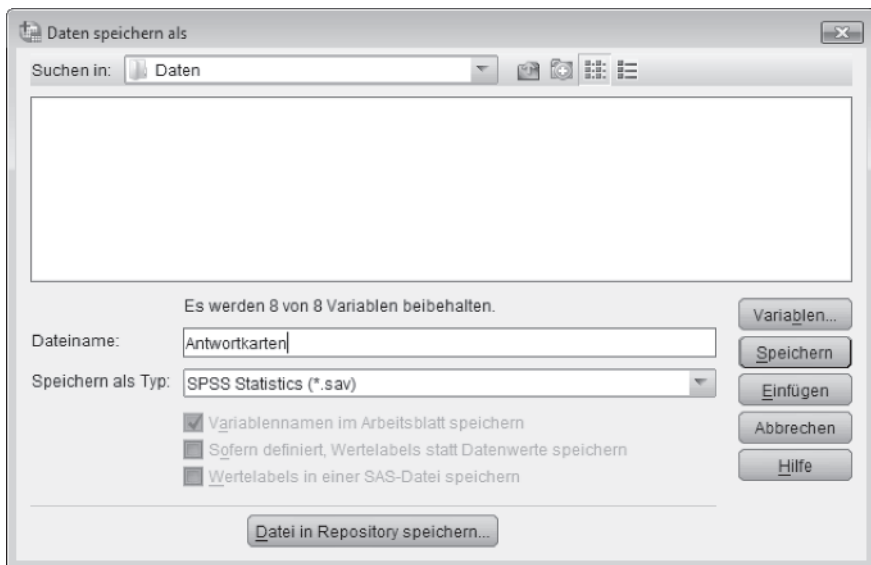 Daten speichern als
Suchen in: Daten
Es werden 8 von 8 Variablen beibehalten.
Variablen...
Dateiname: Antwortkarten
Speichern
Speichern als Typ: SPSS Statistics (*.sav)
Einfügen
Variablennamen im Arbeitsblatt speichern
Abbrechen
Sofern definiert, Wertelabels statt Datenwerte speichern
Wertelabels in einer SAS-Datei speichern
Hilfe
Datei in Repository speichern...